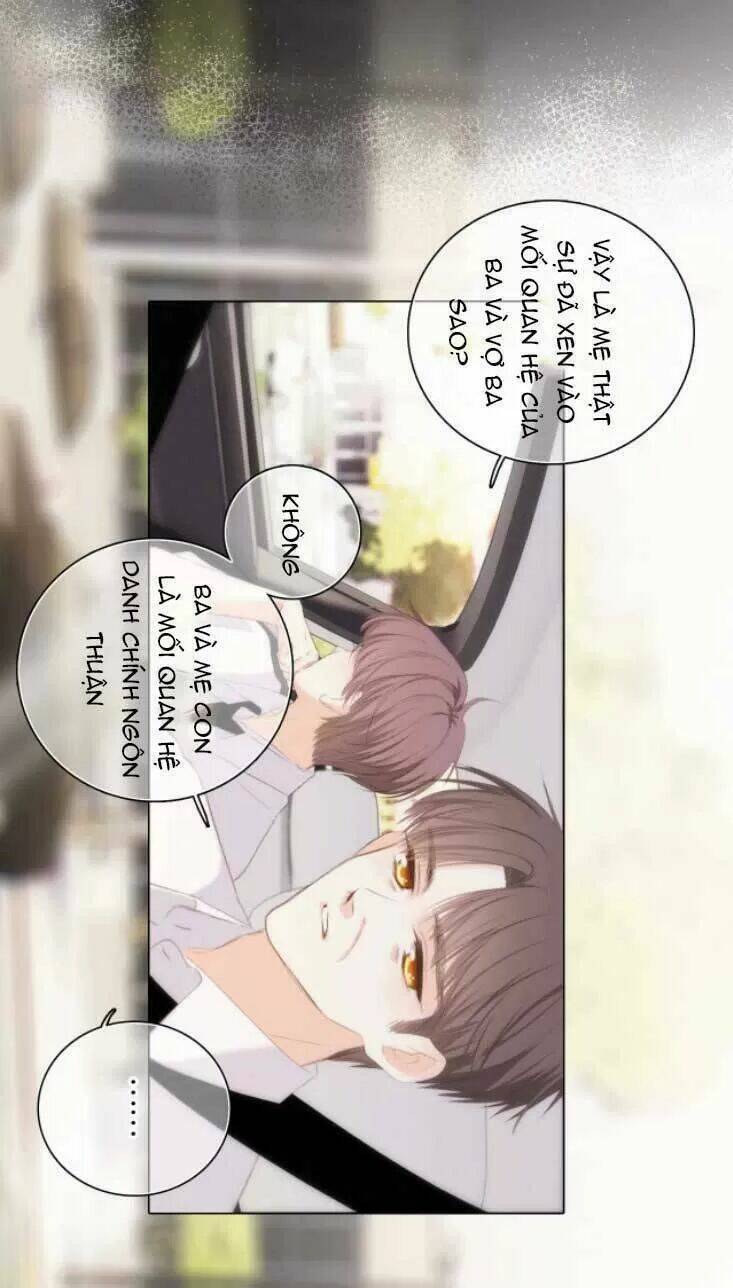 VẬY LÀ MẸ THẬT
SỰ ĐÃ XEN VÀO
MỐI QUAN HỆ CỦA
BA VÀ VỢ BA
SAO?
KHÔNG
BA VÀ MẸ CON
LÀ MỐI QUAN HỆ
DANH CHÍNH NGÔN
THUẬN
......